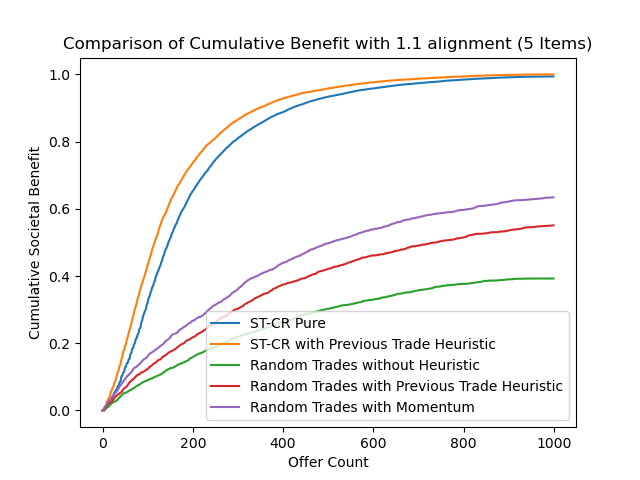 Comparison of Cumulative Benefit with 1.1 alignment (5 Items)
Cumulative Societal Benefit
1.0
0.8
0.6
0.4
0.2
0.0
ST-CR Pure
ST-CR with Previous Trade Heuristic
Random Trades without Heuristic
Random Trades with Previous Trade Heuristic
Random Trades with Momentum
0
200
400
600
800
1000
Offer Count